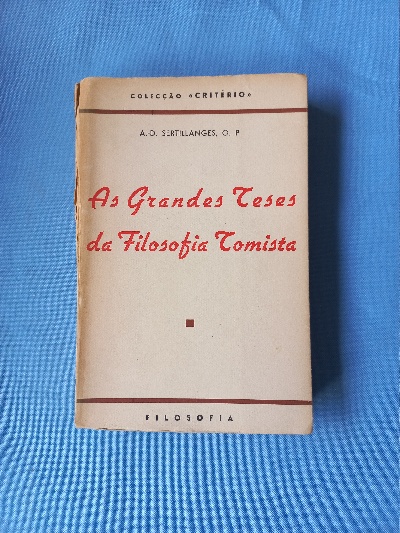 COLECÇÃO «CRITÉRIO»
A.-D. SERTILLANGES, O. P
As Grandes Teses
da Filosofia Tomista
FILOSOFIA